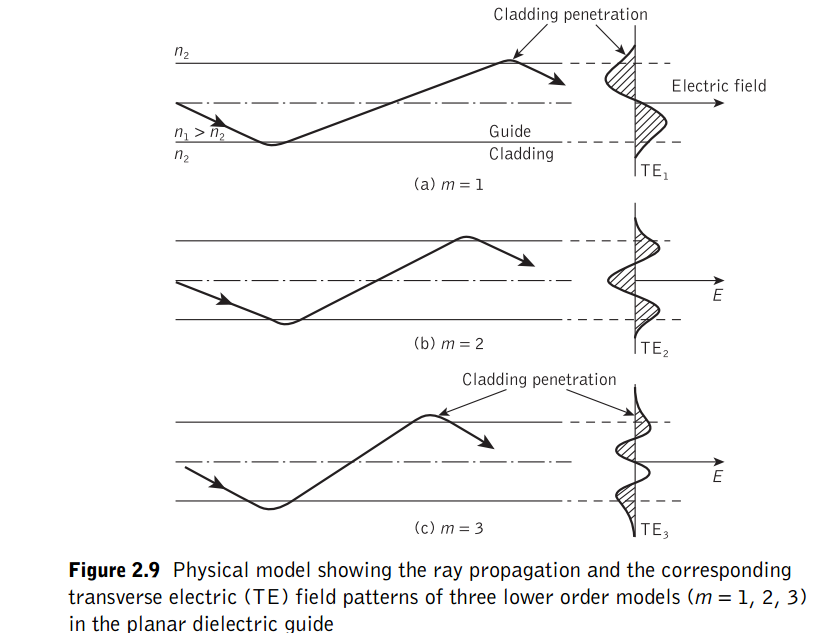 Cladding penetration
n₂
Electric field
n₁ > n₂
Guide
n₂
Cladding
TE₁
(a) m = 1
E
(b) m = 2
TE₂
Cladding penetration
E
(c) m = 3
TE₃
Figure 2.9 Physical model showing the ray propagation and the corresponding
transverse electric (TE) field patterns of three lower order models (m = 1, 2, 3)
in the planar dielectric guide